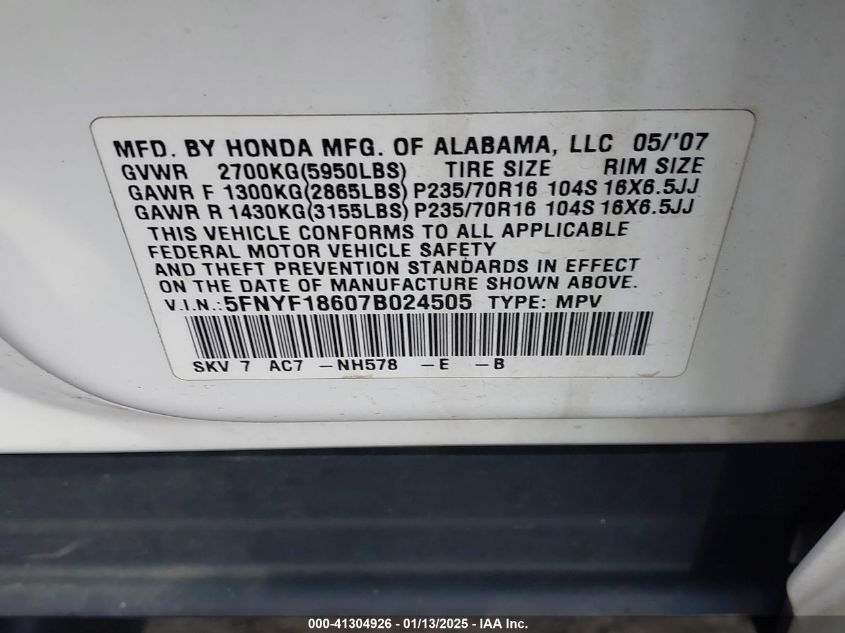 MFD. BY HONDA MFG. OF ALABAMA, LLC 05/'07
GVWR 2700KG(5950LBS) TIRE SIZE RIM SIZE
GAWR F 1300KG(2865LBS) P235/70R16 104S 16X6.5JJ
GAWR R 1430KG(3155LBS) P235/70R16 104S 16X6.5JJ
THIS VEHICLE CONFORMS TO ALL APPLICABLE
FEDERAL MOTOR VEHICLE SAFETY
AND THEFT PREVENTION STANDARDS IN EFFECT
ON THE DATE OF MANUFACTURE SHOWN ABOVE.
V.I.N.: 5FNYF18607B024505 TYPE: MPV
SKV 7 AC7 -NH578 -E -B
000-41304926 - 01/13/2025 - IAA Inc.